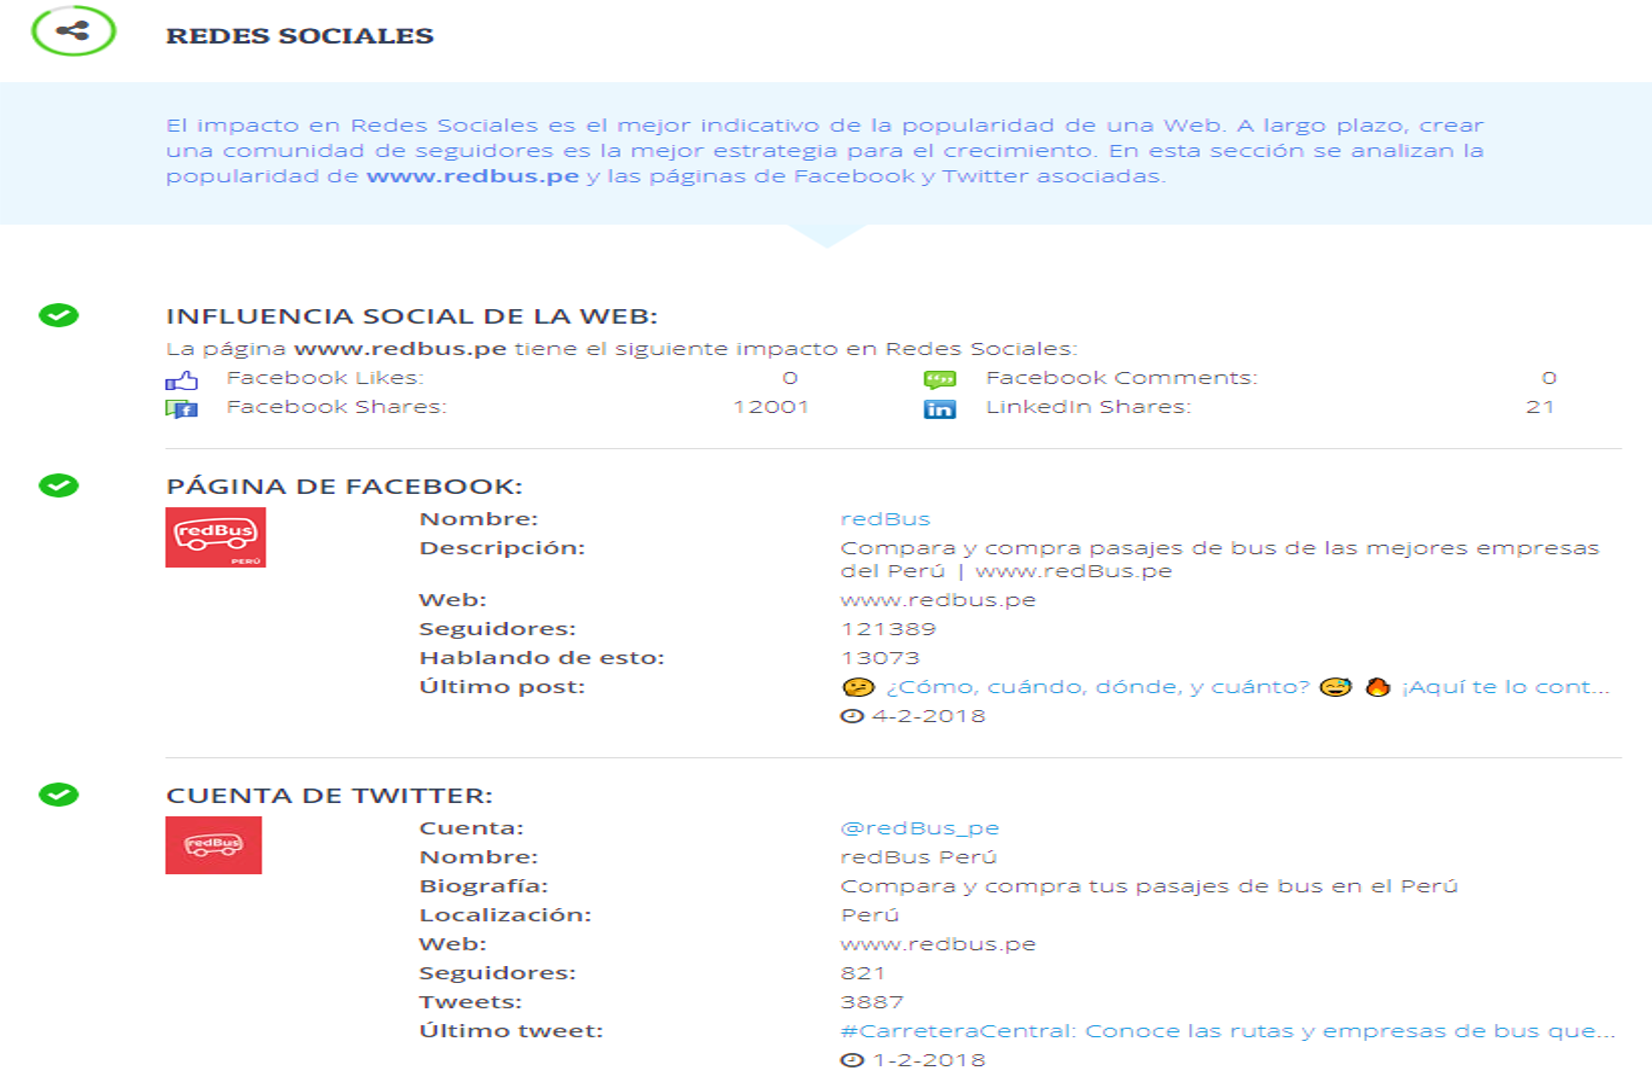 REDES SOCIALES
El impacto en Redes Sociales es el mejor indicativo de la popularidad de una Web. A largo plazo, crear
una comunidad de seguidores es la mejor estrategia para el crecimiento. En esta sección se analizan la
popularidad de www.redbus.pe y las páginas de Facebook y Twitter asociadas.
INFLUENCIA SOCIAL DE LA WEB:
La página www.redbus.pe tiene el siguiente impacto en Redes Sociales:
Facebook Likes: 0 Facebook Comments: 0
Facebook Shares: 12001 LinkedIn Shares: 21
PÁGINA DE FACEBOOK:
redBus
PERÚ
Nombre: redBus
Descripción: Compara y compra pasajes de bus de las mejores empresas
del Perú | www.redBus.pe
Web: www.redbus.pe
Seguidores: 121389
Hablando de esto: 13073
Último post: 🤔 ¿Cómo, cuándo, dónde, y cuánto? 😅 🔥 ¡Aquí te lo cont...
4-2-2018
CUENTA DE TWITTER:
redBus
Cuenta: @redBus_pe
Nombre: redBus Perú
Biografía: Compara y compra tus pasajes de bus en el Perú
Localización: Perú
Web: www.redbus.pe
Seguidores: 821
Tweets: 3887
Último tweet: #CarreteraCentral: Conoce las rutas y empresas de bus que...
1-2-2018